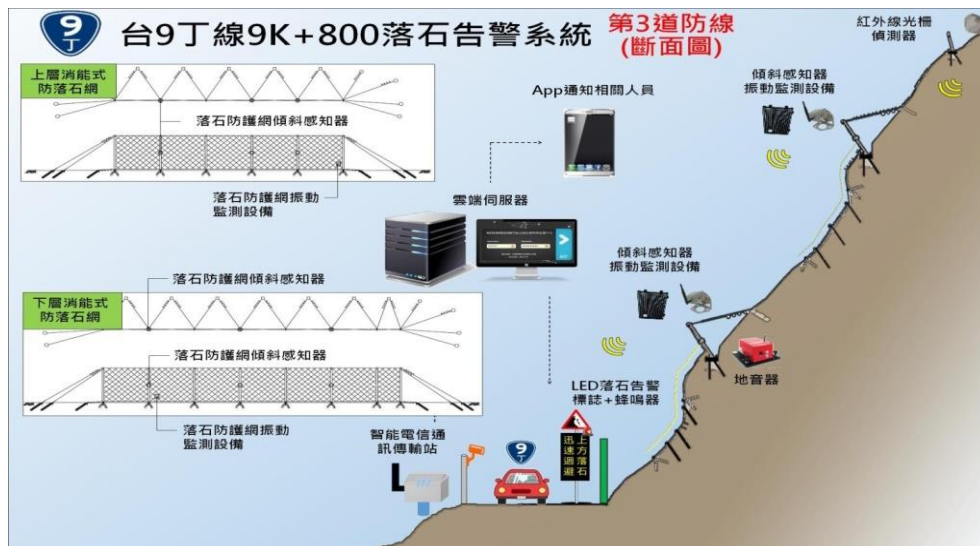 9
丁
台9丁線9K+800落石告警系統
第3道防線
(斷面圖)
紅外線光柵
偵測器
上層消能式
防落石網
落石防護網傾斜感知器
落石防護網振動
監測設備
App通知相關人員
傾斜感知器
振動監測設備
雲端伺服器
傾斜感知器
振動監測設備
落石防護網傾斜感知器
下層消能式
防落石網
落石防護網傾斜感知器
落石防護網振動
監測設備
地音器
LED落石告警
標誌+蜂鳴器
智能電信通
訊傳輸站
9
丁
上方落石
迅速迴避